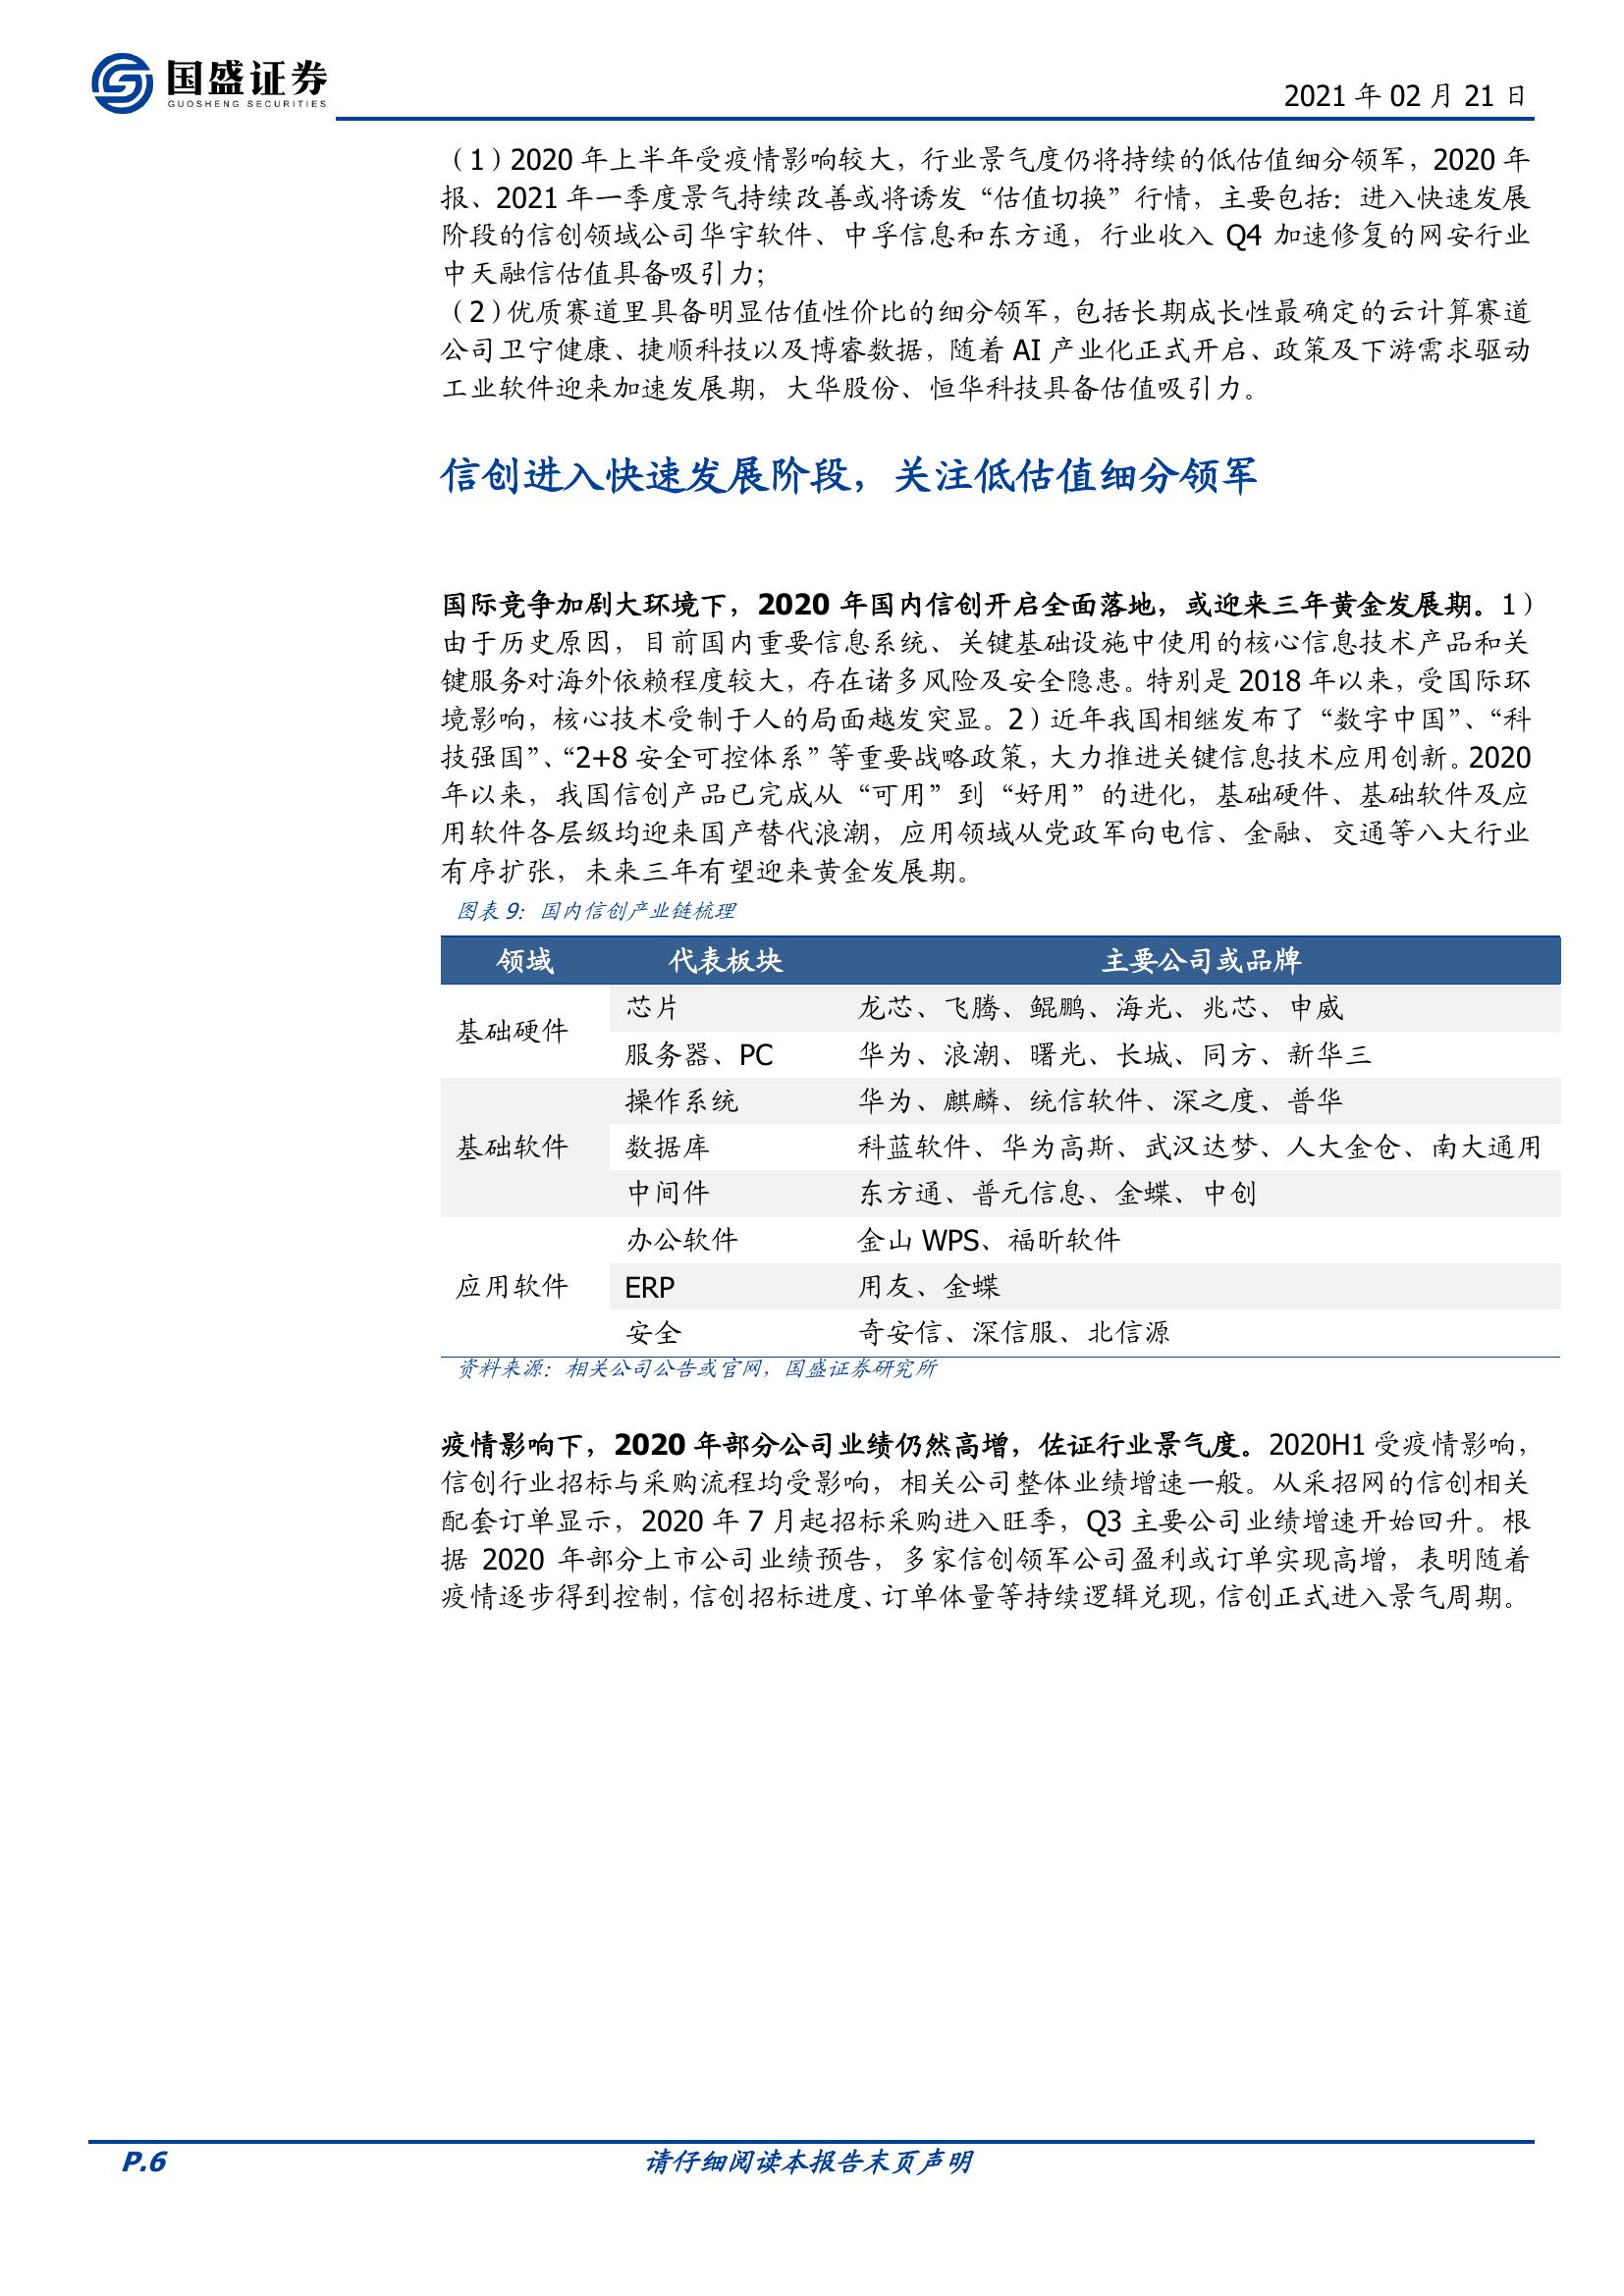 国盛证券
GUOSHENG SECURITIES
2021 年 02 月 21 日
（1）2020 年上半年受疫情影响较大，行业景气度仍将持续的低估值细分领军，2020 年
报、2021 年一季度景气持续改善或将诱发“估值切换”行情，主要包括：进入快速发展
阶段的信创领域公司华宇软件、中孚信息和东方通，行业收入 Q4 加速修复的网安行业
中天融信估值具备吸引力；
（2）优质赛道里具备明显估值性价比的细分领军，包括长期成长性最确定的云计算赛道
公司卫宁健康、捷顺科技以及博睿数据，随着 AI 产业化正式开启、政策及下游需求驱动
工业软件迎来加速发展期，大华股份、恒华科技具备估值吸引力。
信创进入快速发展阶段，关注低估值细分领军
国际竞争加剧大环境下，2020 年国内信创开启全面落地，或迎来三年黄金发展期。1）
由于历史原因，目前国内重要信息系统、关键基础设施中使用的核心信息技术产品和关
键服务对海外依赖程度较大，存在诸多风险及安全隐患。特别是 2018 年以来，受国际环
境影响，核心技术受制于人的局面越发突显。2）近年我国相继发布了“数字中国”、“科
技强国”、“2+8 安全可控体系”等重要战略政策，大力推进关键信息技术应用创新。2020
年以来，我国信创产品已完成从“可用”到“好用”的进化，基础硬件、基础软件及应
用软件各层级均迎来国产替代浪潮，应用领域从党政军向电信、金融、交通等八大行业
有序扩张，未来三年有望迎来黄金发展期。
图表 9：国内信创产业链梳理
领域 代表板块 主要公司或品牌
基础硬件 芯片 龙芯、飞腾、鲲鹏、海光、兆芯、申威
服务器、PC 华为、浪潮、曙光、长城、同方、新华三
基础软件 操作系统 华为、麒麟、统信软件、深之度、普华
数据库 科蓝软件、华为高斯、武汉达梦、人大金仓、南大通用
中间件 东方通、普元信息、金蝶、中创
应用软件 办公软件 金山 WPS、福昕软件
ERP 用友、金蝶
安全 奇安信、深信服、北信源
资料来源：相关公司公告或官网，国盛证券研究所
疫情影响下，2020 年部分公司业绩仍然高增，佐证行业景气度。2020H1 受疫情影响，
信创行业招标与采购流程均受影响，相关公司整体业绩增速一般。从采招网的信创相关
配套订单显示，2020 年 7 月起招标采购进入旺季，Q3 主要公司业绩增速开始回升。根
据 2020 年部分上市公司业绩预告，多家信创领军公司盈利或订单实现高增，表明随着
疫情逐步得到控制，信创招标进度、订单体量等持续逻辑兑现，信创正式进入景气周期。
P.6 请仔细阅读本报告末页声明